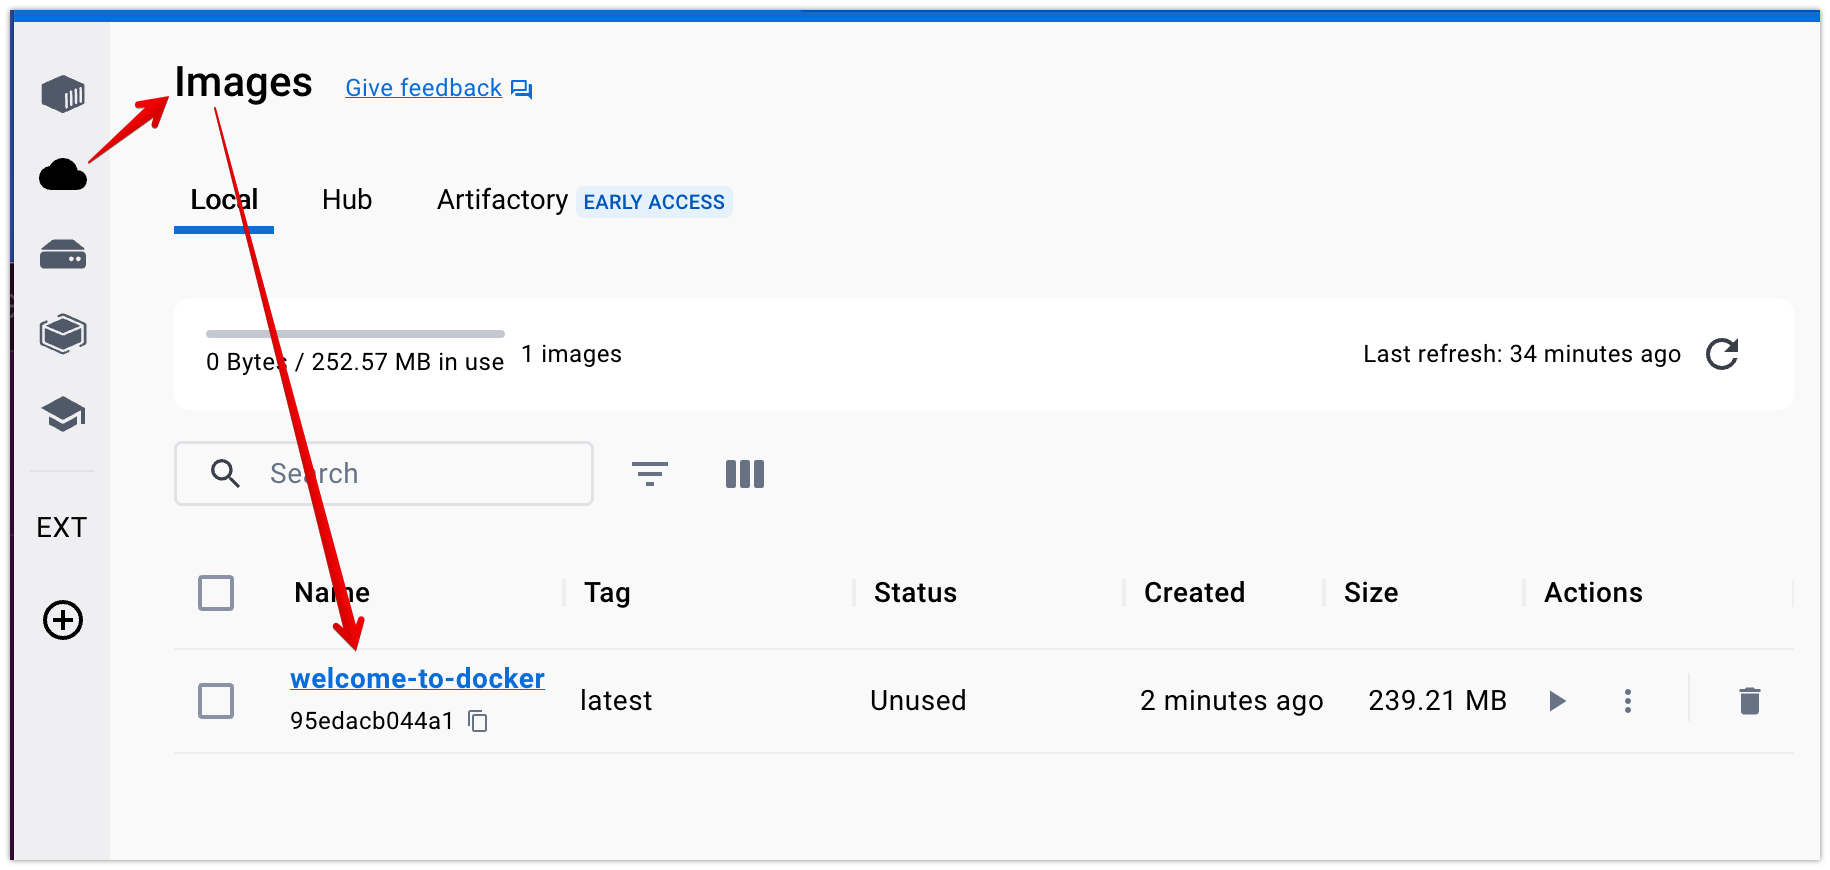 Images Give feedback
Local Hub Artifactory EARLY ACCESS
0 Bytes / 252.57 MB in use 1 images Last refresh: 34 minutes ago
Search
EXT
Name Tag Status Created Size Actions
welcome-to-docker
95edacb044a1 latest Unused 2 minutes ago 239.21 MB